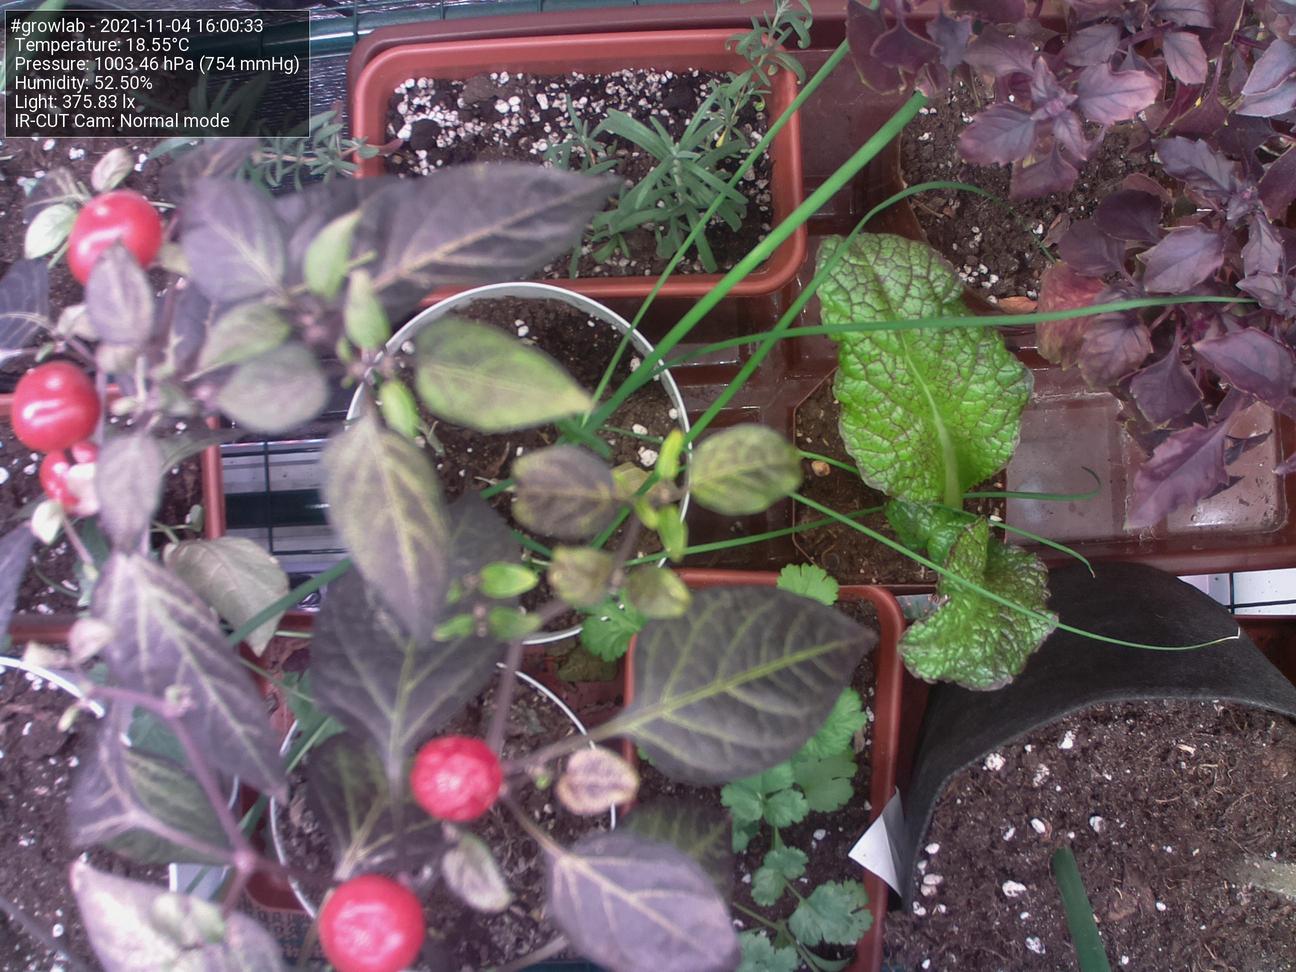 #growlab - 2021-11-04 16:00:33
Temperature: 18.55°C
Pressure: 1003.46 hPa (754 mmHg)
Humidity: 52.50%
Light: 375.83 lx
IR-CUT Cam: Normal mode